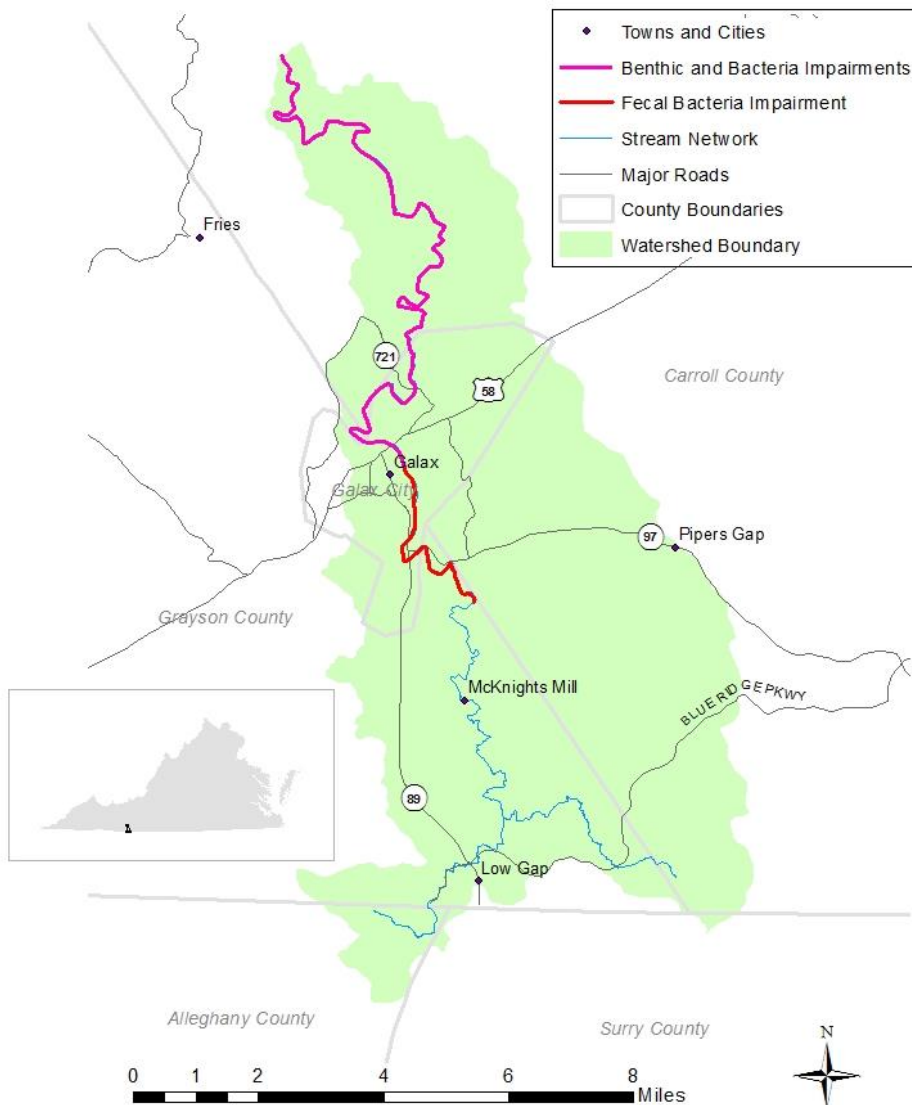 Towns and Cities
Benthic and Bacteria Impairments
Fecal Bacteria Impairment
Stream Network
Major Roads
County Boundaries
Watershed Boundary
Fries
721
58
Carroll County
Galax
Galax City
97
Pipers Gap
Grayson County
McKnights Mill
BLUE RIDGE PKWY
89
Low Gap
Alleghany County
Surry County
N
0 1 2 4 6 8
Miles